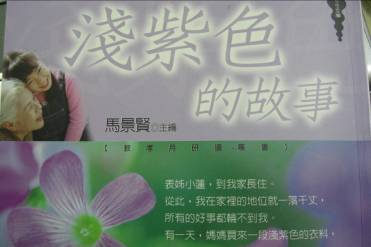 淺紫色
的故事
馬景賢◎主編
表姊小蓮，到我家長住。
從此，我在家裡的地位就一落千丈，
所有的好事都輪不到我。
有一天，媽媽買來一段淺紫色的衣料，